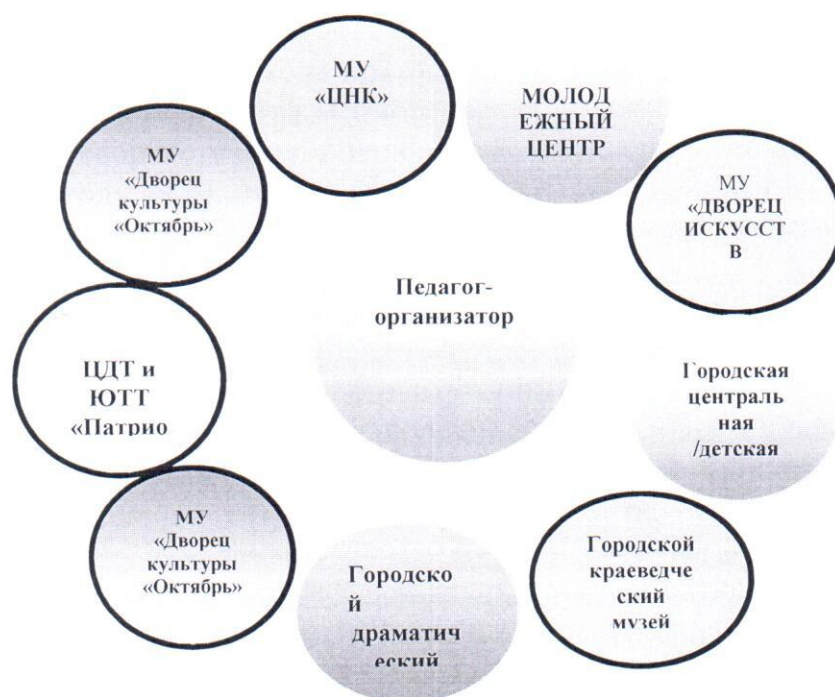 МУ
«ЦНК»
МОЛОД
ЕЖНЫЙ
ЦЕНТР
МУ
«Дворец
культуры
«Октябрь»
МУ
«ДВОРЕЦ
ИСКУССТ
В
Педагог-
организатор
ЦДТ и
ЮТТ
«Патрио
Городская
централь
ная
/детская
МУ
«Дворец
культуры
«Октябрь»
Городско
й
драматич
еский
Городской
краеведче
ский
музей